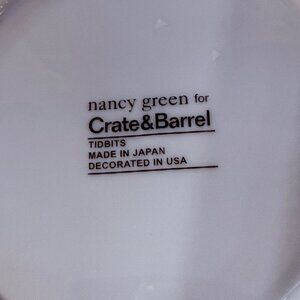 nancy green for
Crate&Barrel
TIDBITS
MADE IN JAPAN
DECORATED IN USA